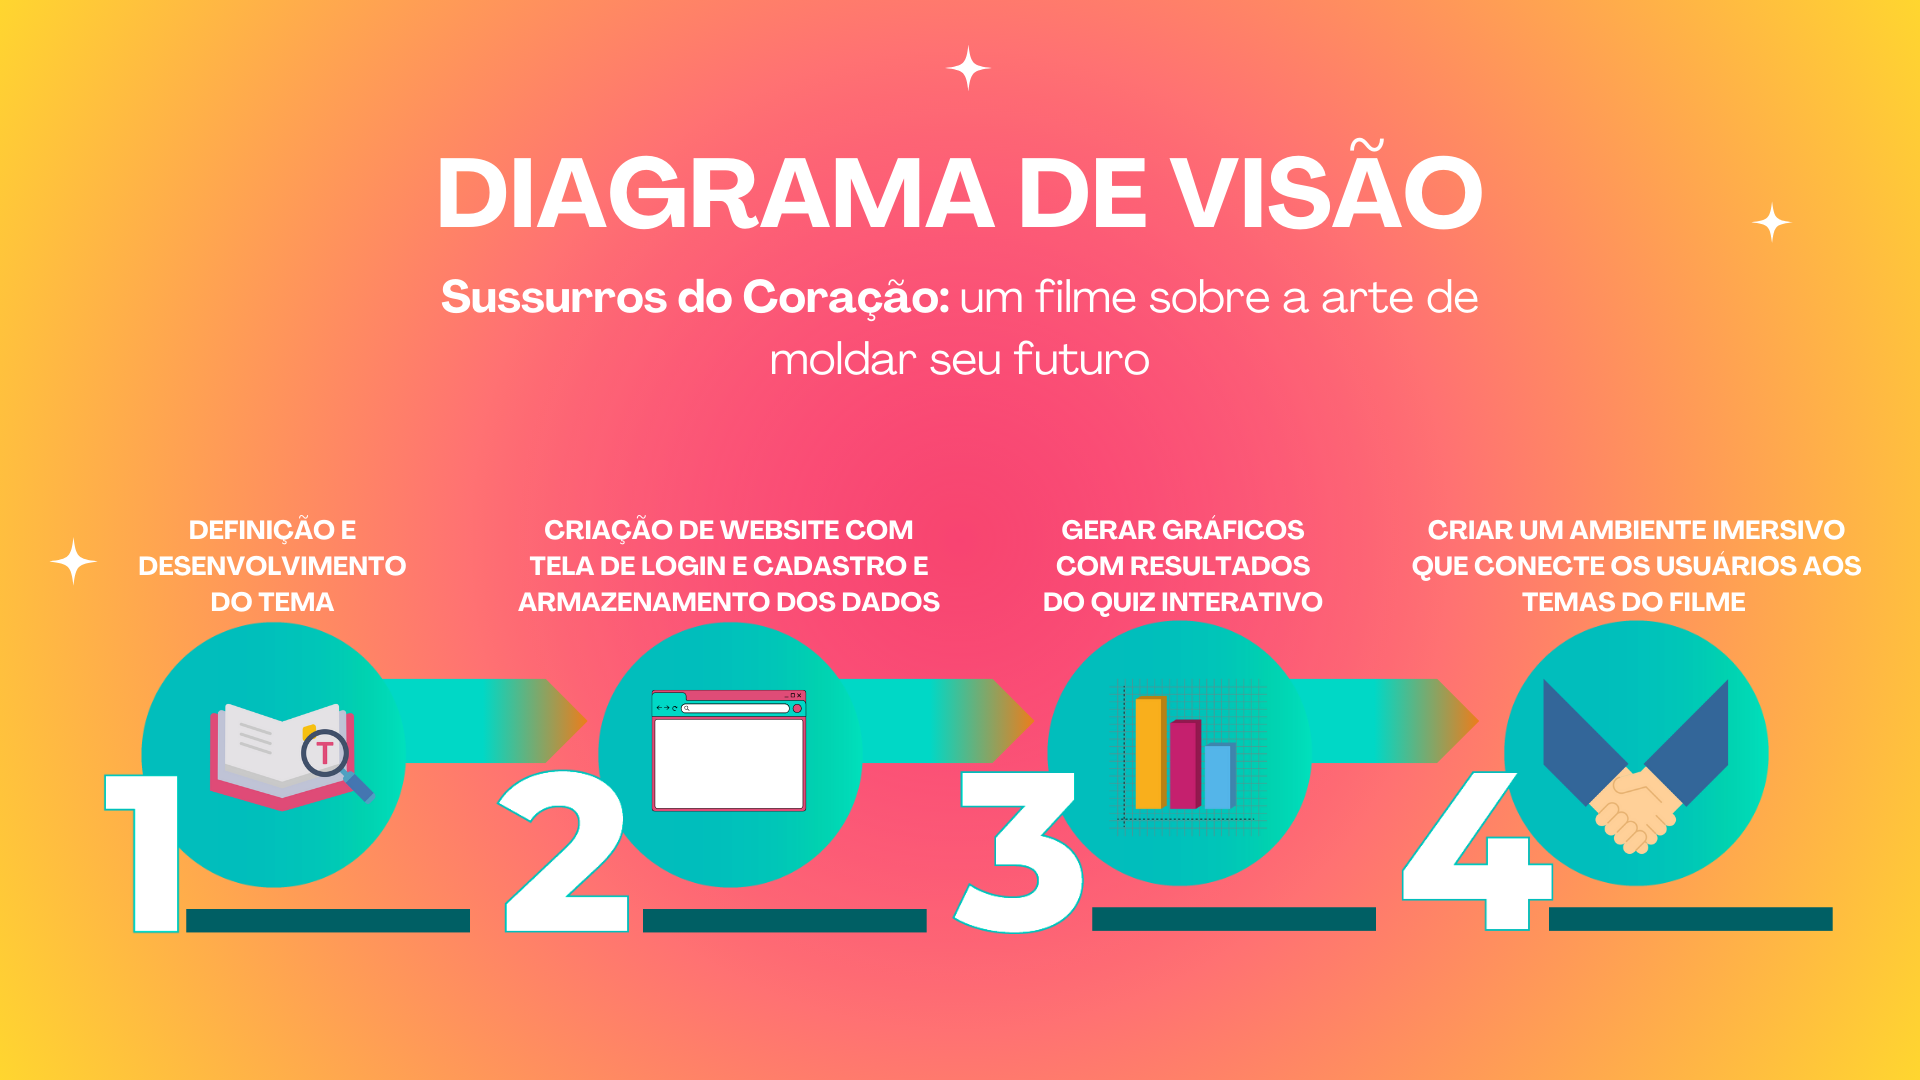 DIAGRAMA DE VISÃO
Sussurros do Coração: um filme sobre a arte de
moldar seu futuro
DEFINIÇÃO E
DESENVOLVIMENTO
DO TEMA
CRIAÇÃO DE WEBSITE COM
TELA DE LOGIN E CADASTRO E
ARMAZENAMENTO DOS DADOS
GERAR GRÁFICOS
COM RESULTADOS
DO QUIZ INTERATIVO
CRIAR UM AMBIENTE IMERSIVO
QUE CONECTE OS USUÁRIOS AOS
TEMAS DO FILME
T
1
2
3
4